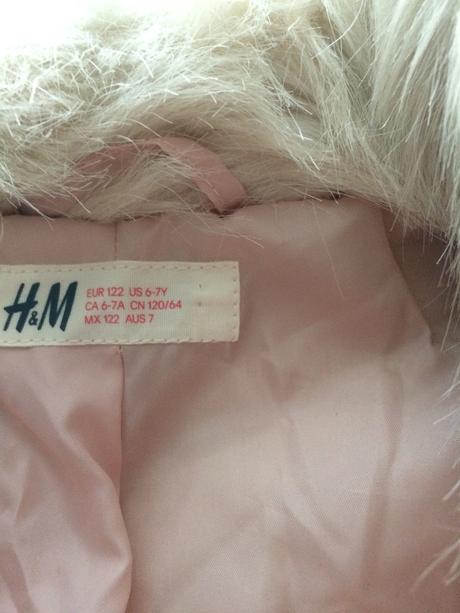 H&M
EUR 122 US 6-7Y
CA 6-7A CN 120/64
MX 122 AUS 7